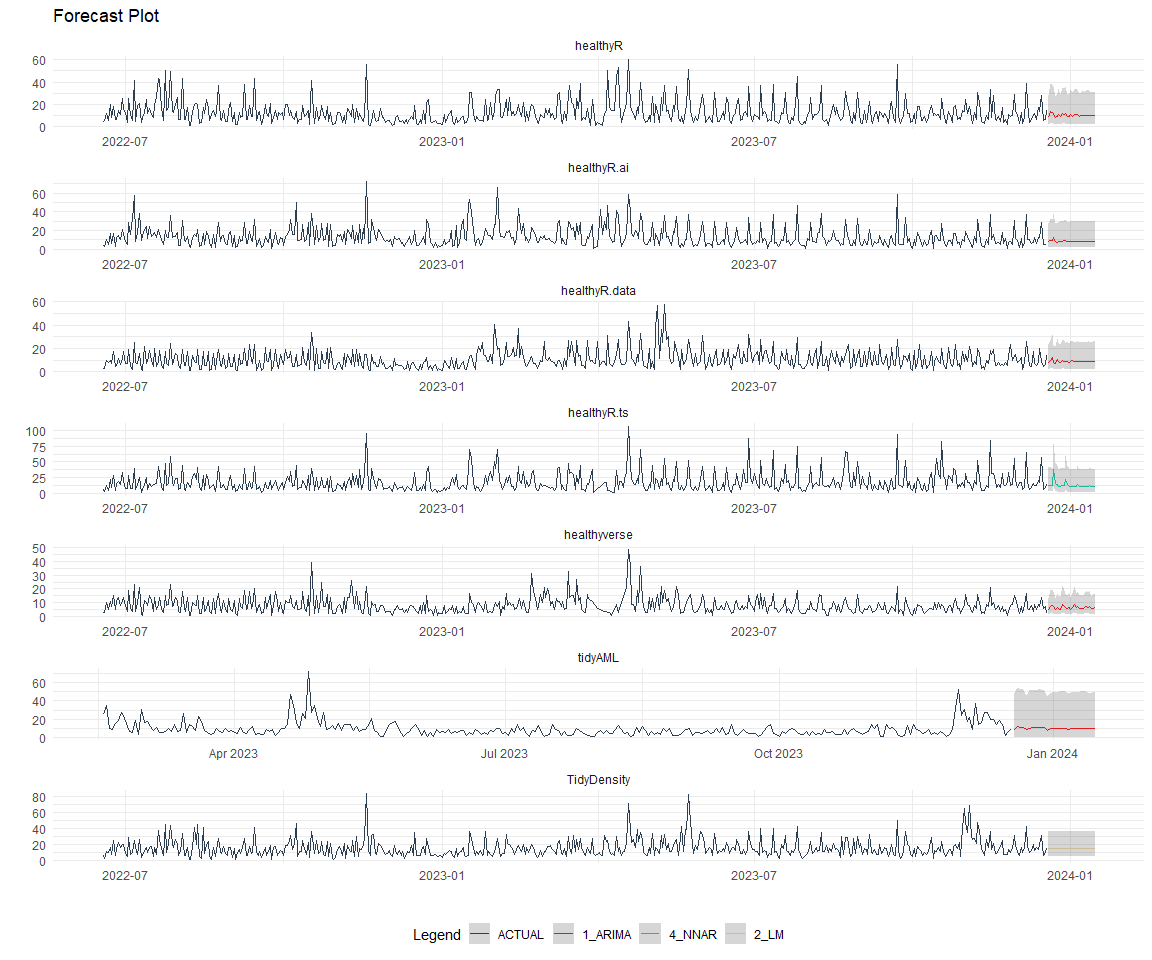 Forecast Plot
healthyR
60
40
20
0
2022-07 2023-01 2023-07 2024-01
healthyR.ai
60
40
20
0
2022-07 2023-01 2023-07 2024-01
healthyR.data
60
40
20
0
2022-07 2023-01 2023-07 2024-01
healthyR.ts
100
75
50
25
0
2022-07 2023-01 2023-07 2024-01
healthyverse
50
40
30
20
10
0
2022-07 2023-01 2023-07 2024-01
tidyAML
60
40
20
0
Apr 2023 Jul 2023 Oct 2023 Jan 2024
TidyDensity
80
60
40
20
0
2022-07 2023-01 2023-07 2024-01
Legend ACTUAL 1_ARIMA 4_NNAR 2_LM